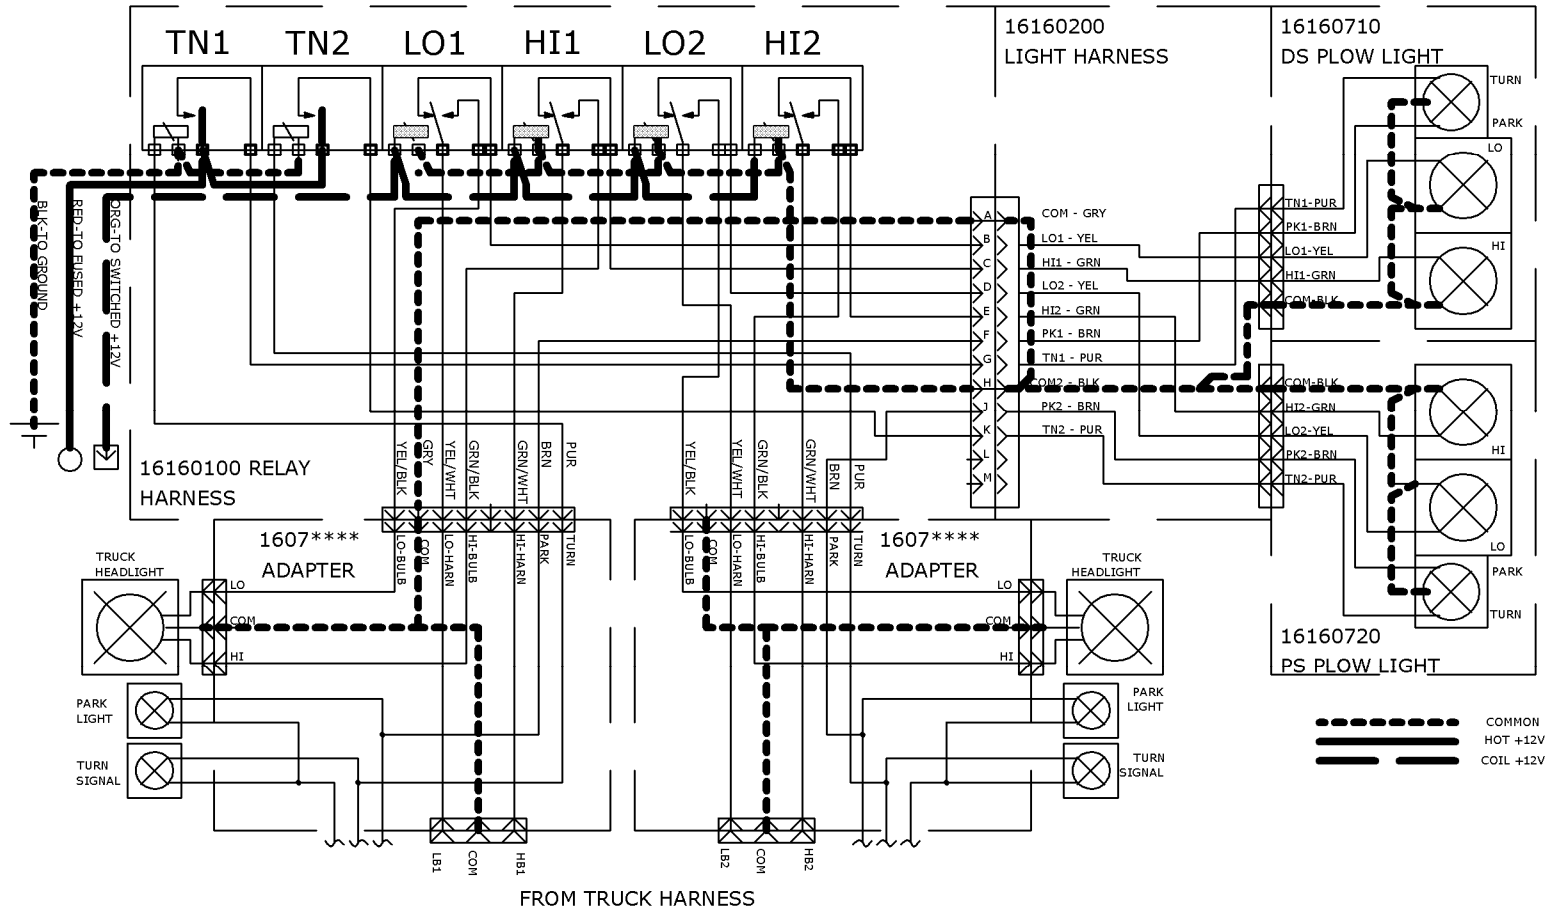 TN1 TN2 LO1 HI1 LO2 HI2
16160200
LIGHT HARNESS
16160710
DS PLOW LIGHT
TURN
PARK
LO
HI
BLK-TO GROUND
RED-TO FUSED +12V
ORG-TO SWITCHED +12V
A
B
C
D
E
F
G
H
J
K
L
M
COM - GRY
LO1 - YEL
HI1 - GRN
LO2 - YEL
HI2 - GRN
PK1 - BRN
TN1 - PUR
COM2 - BLK
PK2 - BRN
TN2 - PUR
TN1-PUR
PK1-BRN
LO1-YEL
HI1-GRN
COM-BLK
COM-BLK
HI2-GRN
LO2-YEL
PK2-BRN
TN2-PUR
HI
LO
PARK
TURN
16160720
PS PLOW LIGHT
16160100 RELAY
HARNESS
YEL/BLK
GRY
YEL/WHT
GRN/BLK
GRN/WHT
BRN
PUR
YEL/BLK
YEL/WHT
GRN/BLK
GRN/WHT
BRN
PUR
LO-BULB
COM
LO-HARN
HI-BULB
HI-HARN
PARK
TURN
LO-BULB
COM
LO-HARN
HI-BULB
HI-HARN
PARK
TURN
1607****
ADAPTER
1607****
ADAPTER
TRUCK
HEADLIGHT
LO
COM
HI
PARK
LIGHT
TURN
SIGNAL
LO
COM
HI
TRUCK
HEADLIGHT
PARK
LIGHT
TURN
SIGNAL
LB1
COM
HB1
LB2
COM
HB2
FROM TRUCK HARNESS
COMMON
HOT +12V
COIL +12V